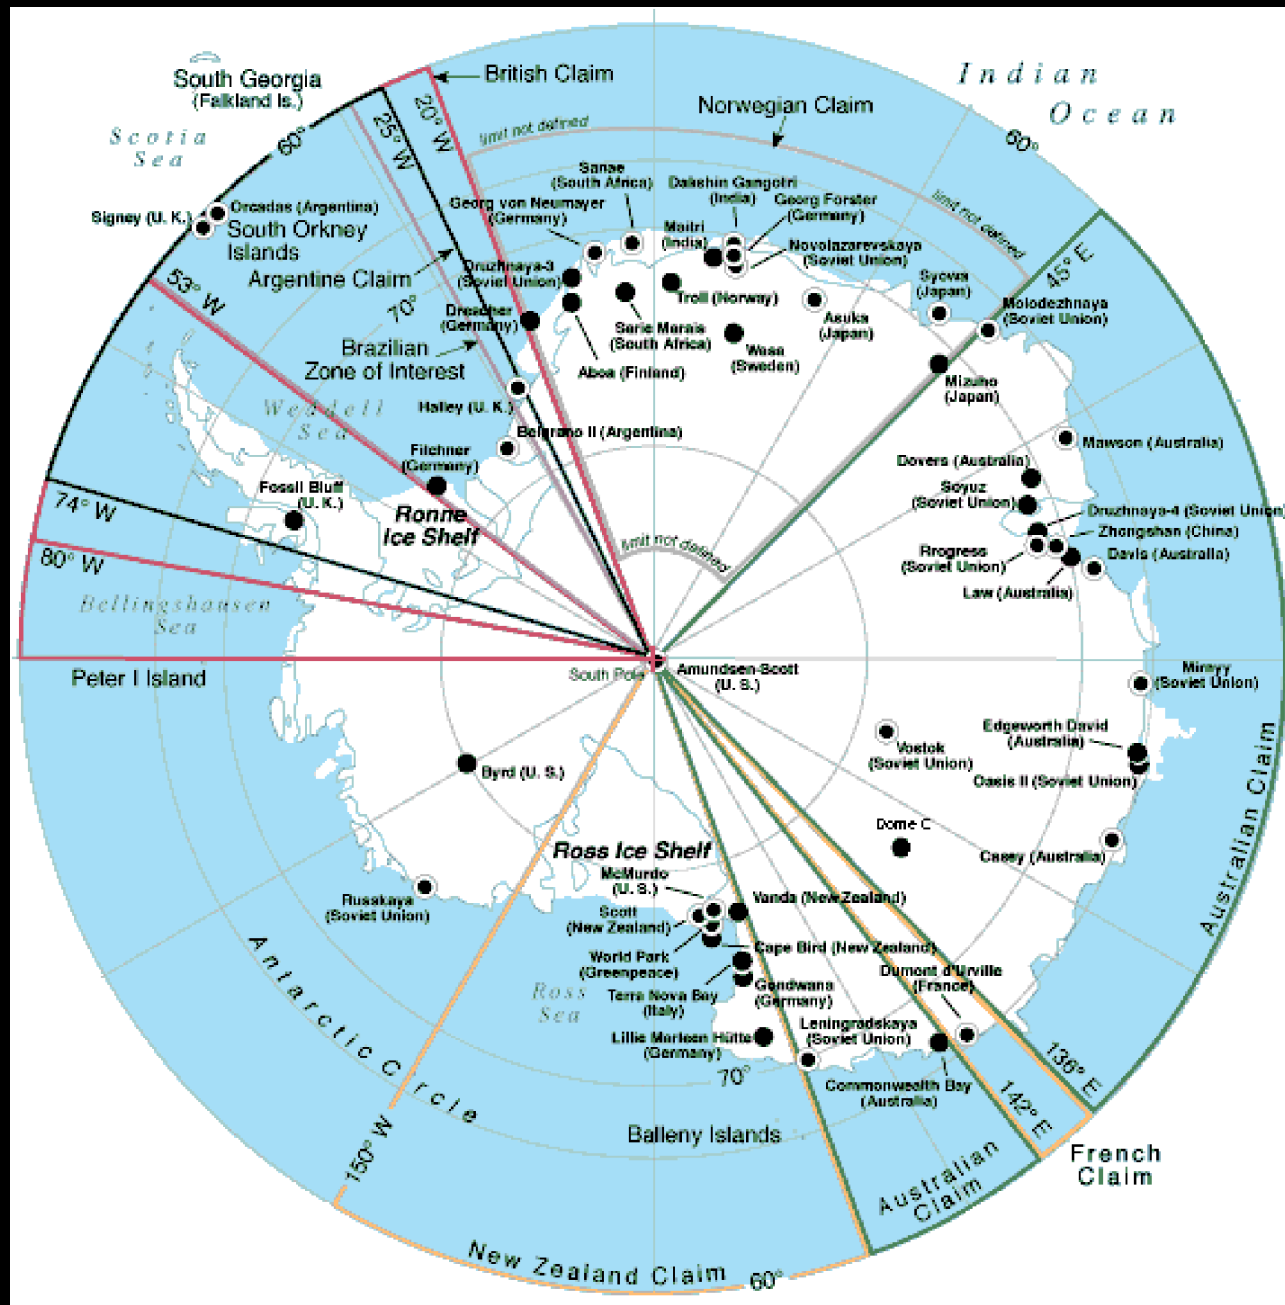 South Georgia
(Falkland Is.)
British Claim
Indian
Ocean
Norwegian Claim
Scotia
Sea
60°
25° W
20° W
limit not defined
60°
Sanae
(South Africa)
Dakshin Gangotri
(India)
Georg von Neumayer
(Germany)
Georg Forster
(Germany)
limit not defined
Signey (U. K.)
Orcadas (Argentina)
South Orkney
Islands
Maitri
(India)
Novolazarevskaya
(Soviet Union)
45° E
Argentine Claim
Druzhnaya-3
(Soviet Union)
Syowa
(Japan)
53° W
70°
Troll (Norway)
Molodezhnaya
(Soviet Union)
Drescher
(Germany)
Sarie Marais
(South Africa)
Asuka
(Japan)
Brazilian
Zone of Interest
Wasa
(Sweden)
Aboa (Finland)
Mizuho
(Japan)
Weddell
Sea
Halley (U. K.)
Belgrano II (Argentina)
Mawson (Australia)
Filchner
(Germany)
Dovers (Australia)
Fossil Bluff
(U. K.)
Soyuz
(Soviet Union)
74° W
Ronne
Ice Shelf
Druzhnaya-4 (Soviet Union)
Zhongshan (China)
limit not defined
Rrogress
(Soviet Union)
Davis (Australia)
80° W
Law (Australia)
Bellingshausen
Sea
Peter I Island
South Pole
Amundsen-Scott
(U. S.)
Mirnyy
(Soviet Union)
Edgeworth David
(Australia)
Vostok
(Soviet Union)
Byrd (U. S.)
Oasis II (Soviet Union)
Australian Claim
Dome C
Ross Ice Shelf
Casey (Australia)
McMurdo
(U. S.)
Russkaya
(Soviet Union)
Vanda (New Zealand)
Scott
(New Zealand)
Cape Bird (New Zealand)
World Park
(Greenpeace)
Dumont d'Urville
(France)
Antarctic Circle
Ross
Sea
Terra Nova Bay
(Italy)
Gondwana
(Germany)
Lillie Marleen Hütte
(Germany)
Leningradskaya
(Soviet Union)
70°
Commonwealth Bay
(Australia)
136° E
142° E
150° W
Balleny Islands
French
Claim
Australian
Claim
New Zealand Claim
60°